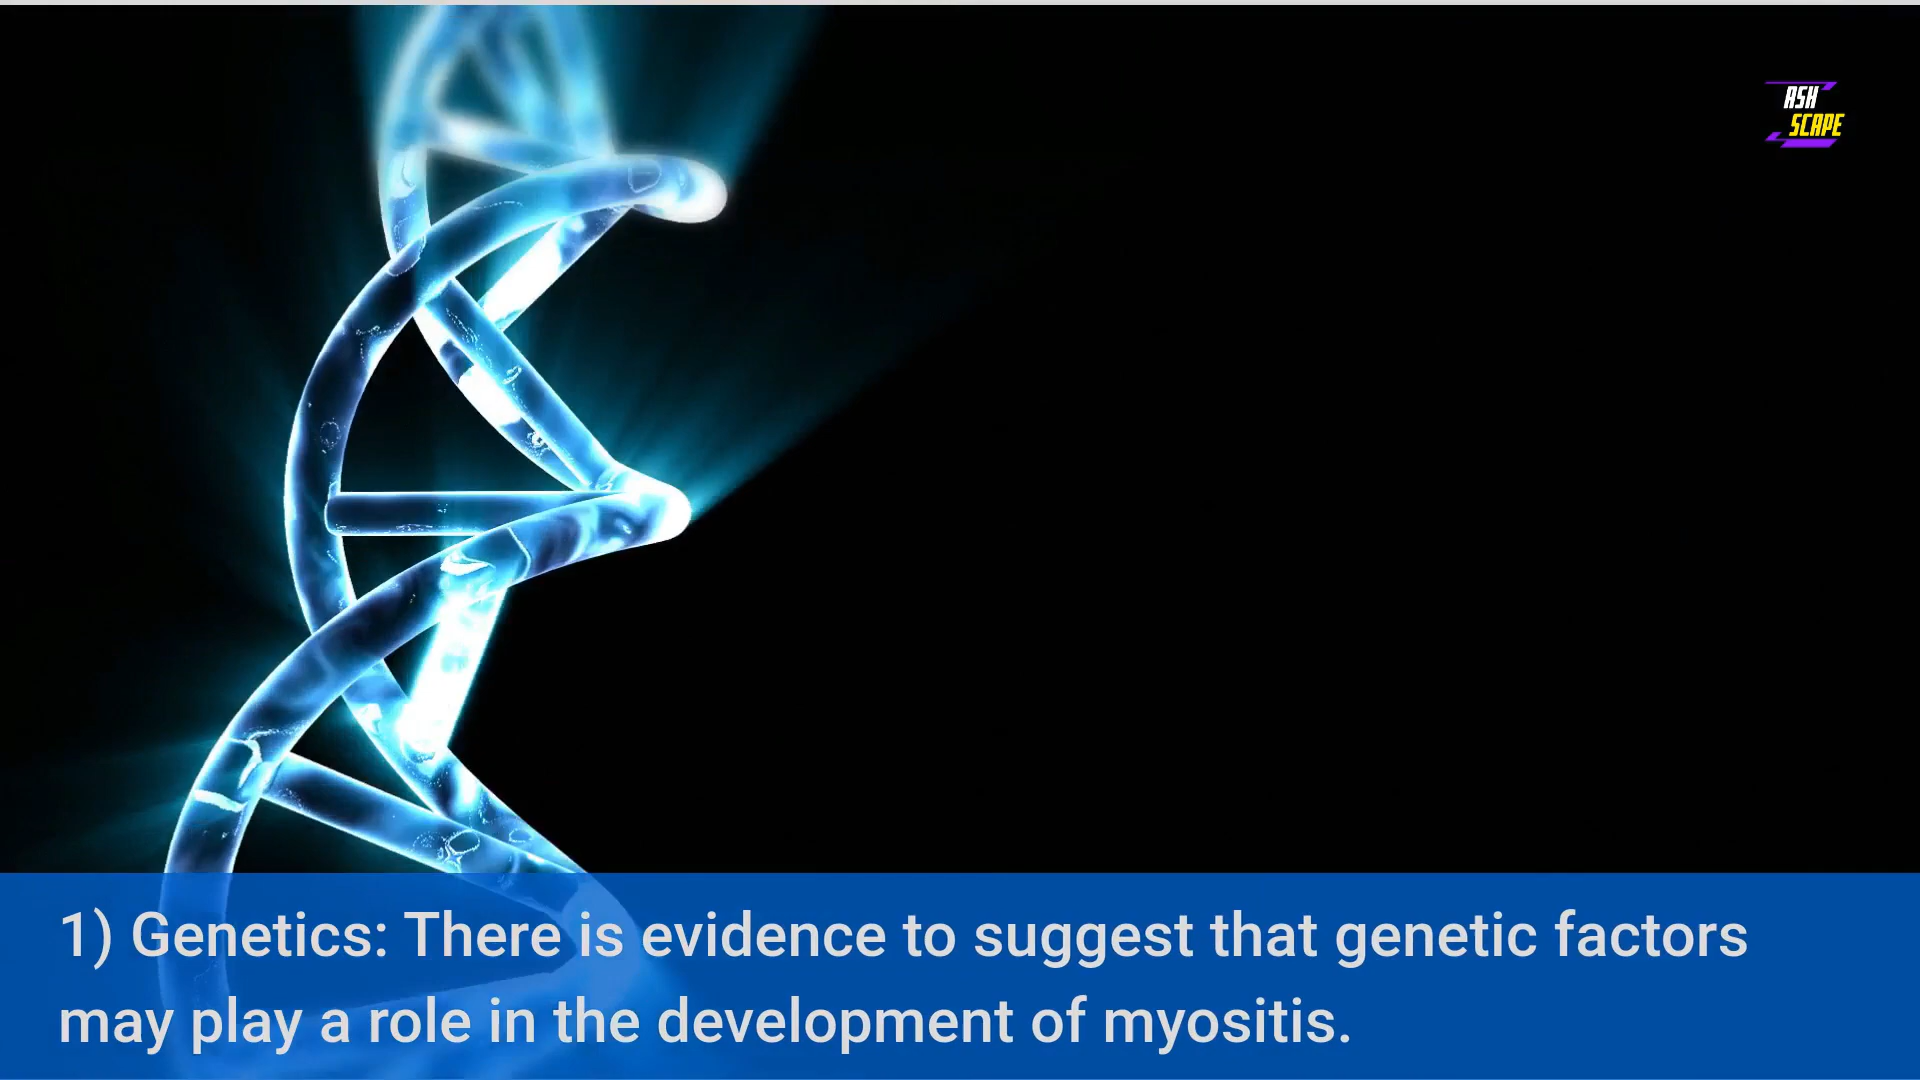 ASH
SCAPE
1) Genetics: There is evidence to suggest that genetic factors
may play a role in the development of myositis.